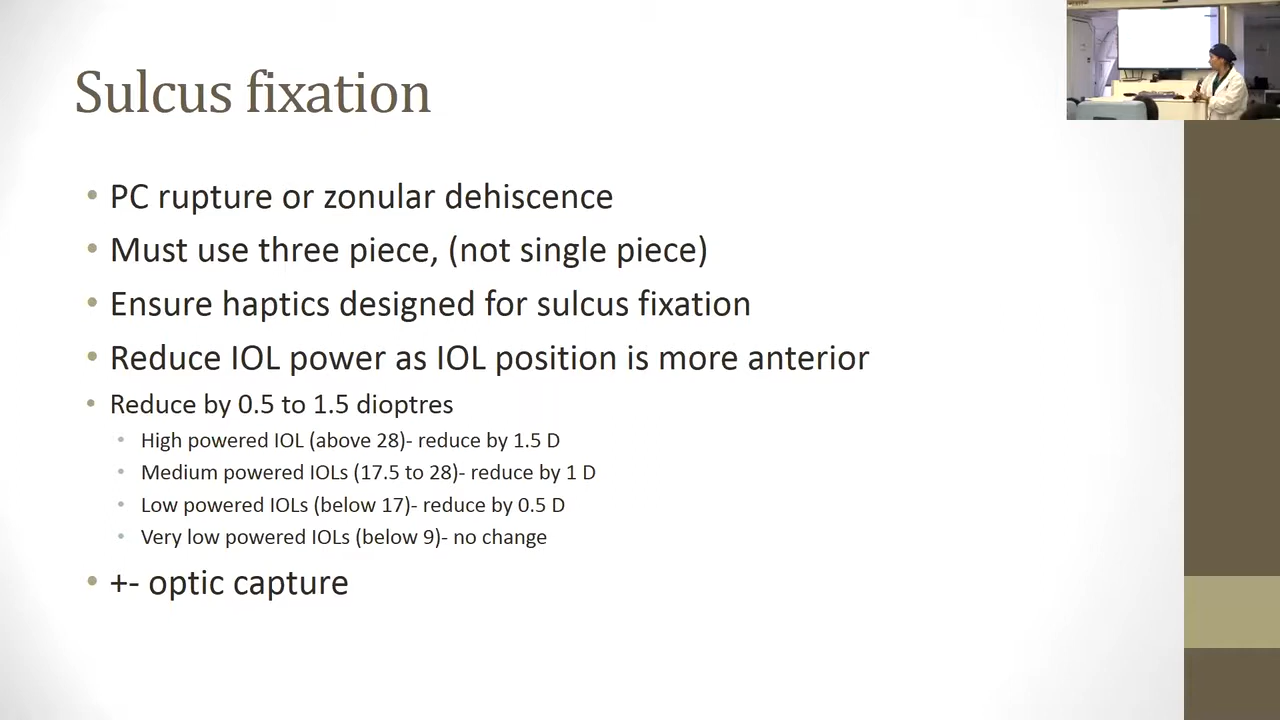 Sulcus fixation
• PC rupture or zonular dehiscence
• Must use three piece, (not single piece)
• Ensure haptics designed for sulcus fixation
• Reduce IOL power as IOL position is more anterior
• Reduce by 0.5 to 1.5 dioptres
• High powered IOL (above 28)- reduce by 1.5 D
• Medium powered IOLs (17.5 to 28)- reduce by 1 D
• Low powered IOLs (below 17)- reduce by 0.5 D
• Very low powered IOLs (below 9)- no change
• +- optic capture